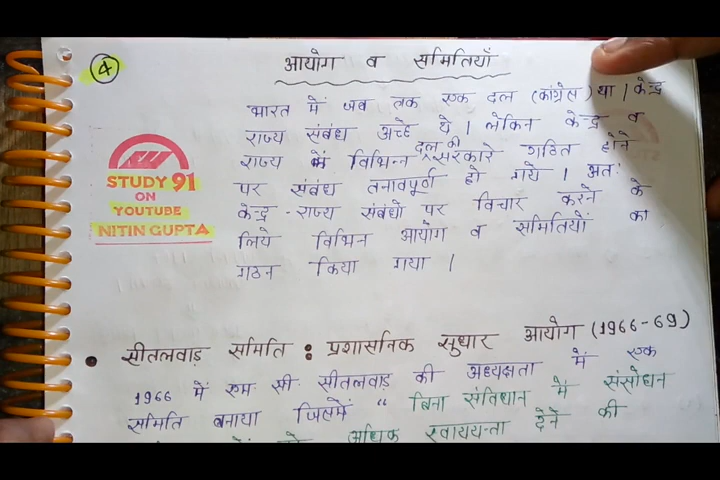 4
आयोग व समितियाँ
भारत में जब तक एक दल (कांग्रेस) था । केन्द्र
राज्य संबंध अच्छे थे । लेकिन केन्द्र व
राज्य में विभिन्न दल की सरकारे गठित होने
पर संबंध तनावपूर्ण हो गये । अतः
केन्द्र - राज्य संबंधों पर विचार करने के
लिये विभिन आयोग व समितियों का
गठन किया गया ।
STUDY 91
ON
YOUTUBE
NITIN GUPTA
• सीतलवाड़ समिति : प्रशासनिक सुधार आयोग (1966-69)
1966 में एम. सी. सीतलवाड़ की अध्यक्षता में एक
समिति बनाया जिसमें " बिना संविधान में संसोधन
अधिक स्वायय-ता देने की